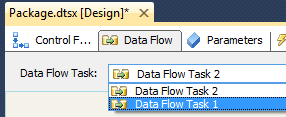 Package.dtsx [Design]*
Control F... Data Flow Parameters
Data Flow Task: Data Flow Task 2
Data Flow Task 2
Data Flow Task 1